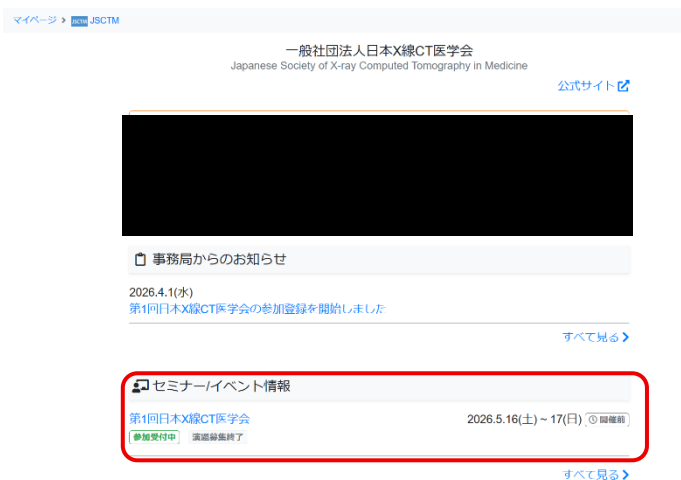 マイページ > JSCTM JSCTM
一般社団法人日本X線CT医学会
Japanese Society of X-ray Computed Tomography in Medicine
公式サイト
事務局からのお知らせ
2026.4.1(水)
第1回日本X線CT医学会の参加登録を開始しました
すべて見る
セミナー/イベント情報
第1回日本X線CT医学会 2026.5.16(土) ~ 17(日) 開催前
参加受付中 演題募集終了
すべて見る